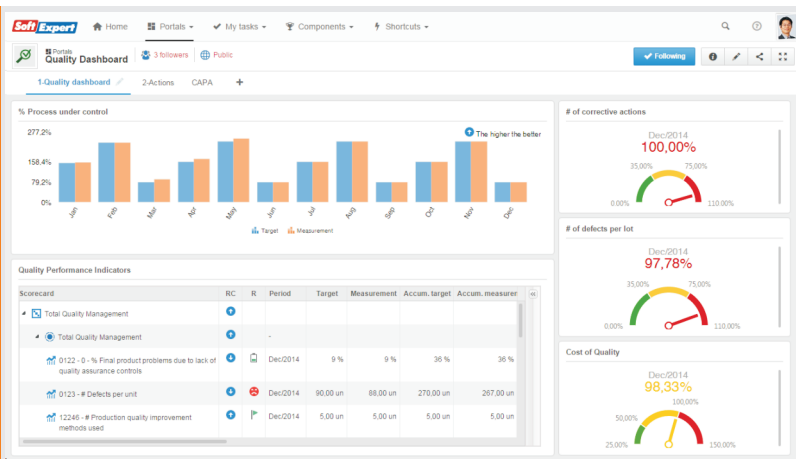 Soft Expert Home Portals My tasks Components Shortcuts
Portals
Quality Dashboard 3 followers Public Following
1-Quality dashboard 2-Actions CAPA +
% Process under control
The higher the better
277,2%
158,4%
79,2%
0%
Jan Feb Mar Apr May Jun Jul Aug Sep Oct Nov Dec
Target Measurement
# of corrective actions
Dec/2014
100,00%
35,00% 75,00%
0.00% 110.00%
# of defects per lot
Dec/2014
97,78%
35,00% 75,00%
0.00% 110.00%
Cost of Quality
Dec/2014
98,33%
100,00%
50,00%
25.00% 150.00%
Quality Performance Indicators
Scorecard RC R Period Target Measurement Accum. target Accum. measurer
Total Quality Management
Total Quality Management -
0122 - 0 - % Final product problems due to lack of Dec/2014 9 % 9 % 36 % 36 %
quality assurance controls
0123 - # Defects per unit Dec/2014 90,00 un 88,00 un 270,00 un 267,00 un
12246 - # Production quality improvement Dec/2014 5,00 un 5,00 un 5,00 un 5,00 un
methods used